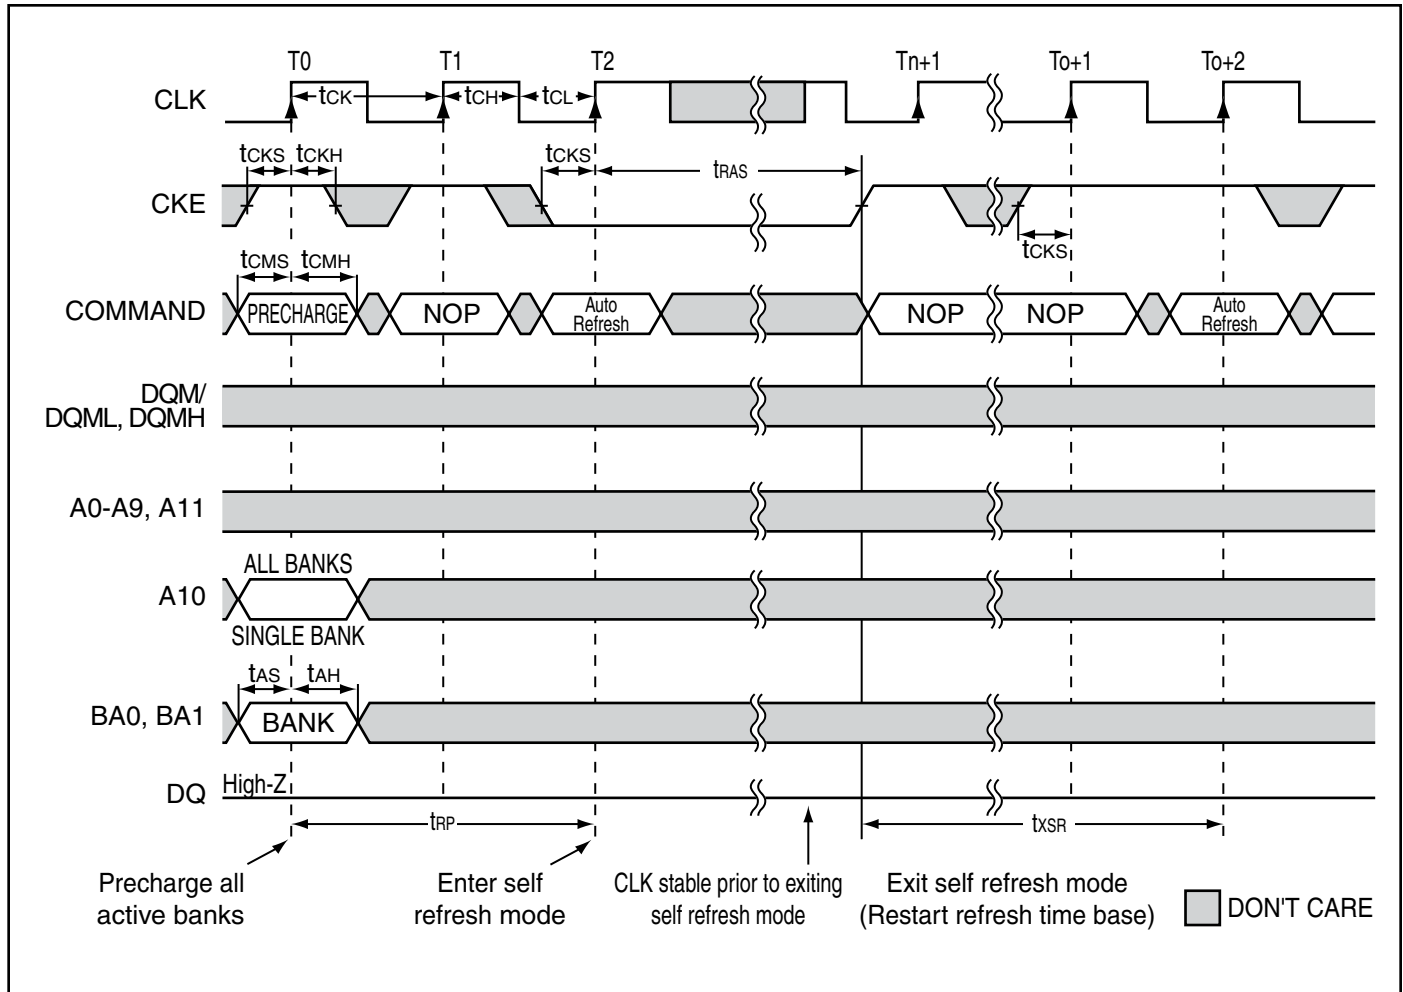 T0 T1 T2 Tn+1 To+1 To+2
CLK
tCK tCH tCL
tCKS tCKH tCKS tRAS
CKE
tCKS
tCMS tCMH
COMMAND PRECHARGE NOP Auto Refresh NOP NOP Auto Refresh
DQM/
DQML, DQMH
A0-A9, A11
ALL BANKS
A10
SINGLE BANK
tAS tAH
BA0, BA1 BANK
DQ High-Z
tRP tXSR
Precharge all
active banks
Enter self
refresh mode
CLK stable prior to exiting
self refresh mode
Exit self refresh mode
(Restart refresh time base)
DON'T CARE